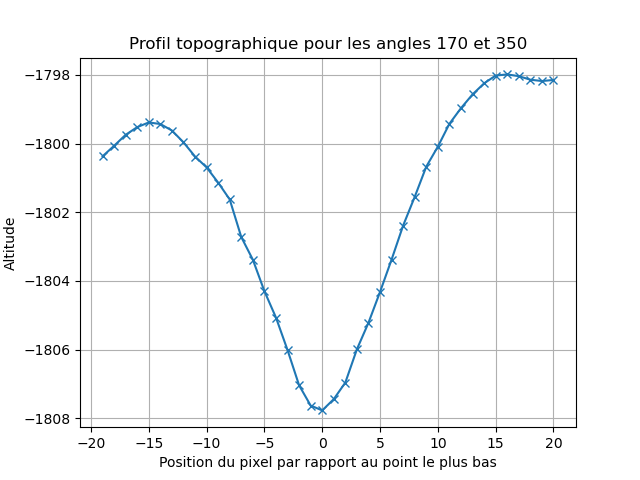 Profil topographique pour les angles 170 et 350
−1798
−1800
−1802
−1804
−1806
−1808
Altitude
−20 −15 −10 −5 0 5 10 15 20
Position du pixel par rapport au point le plus bas